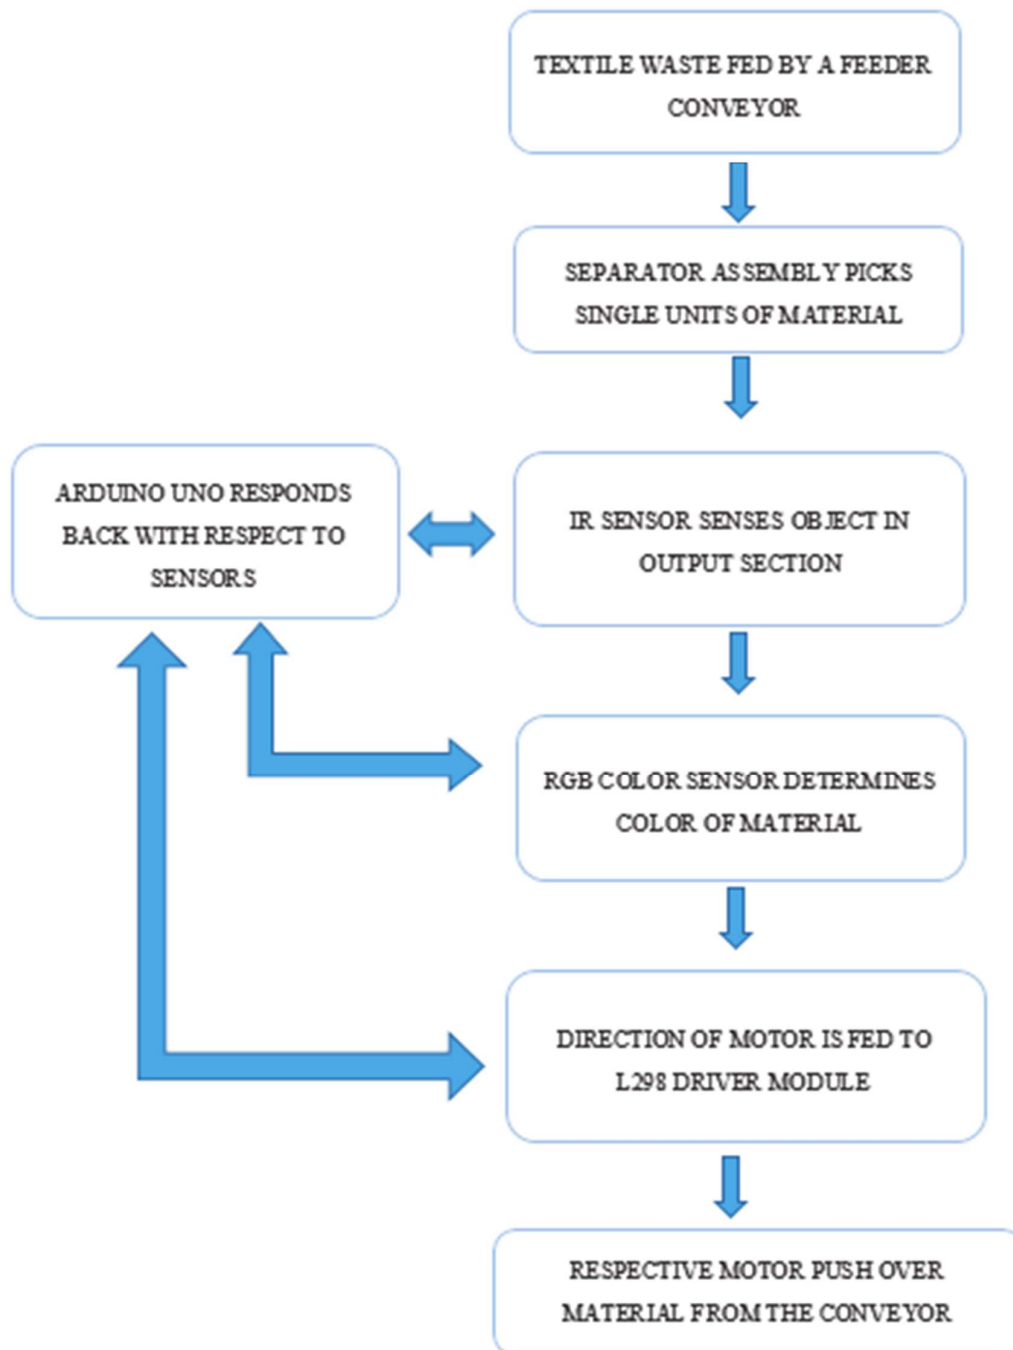 TEXTILE WASTE FED BY A FEEDER
CONVEYOR
SEPARATOR ASSEMBLY PICKS
SINGLE UNITS OF MATERIAL
ARDUINO UNO RESPONDS
BACK WITH RESPECT TO
SENSORS
IR SENSOR SENSES OBJECT IN
OUTPUT SECTION
RGB COLOR SENSOR DETERMINES
COLOR OF MATERIAL
DIRECTION OF MOTOR IS FED TO
L298 DRIVER MODULE
RESPECTIVE MOTOR PUSH OVER
MATERIAL FROM THE CONVEYOR